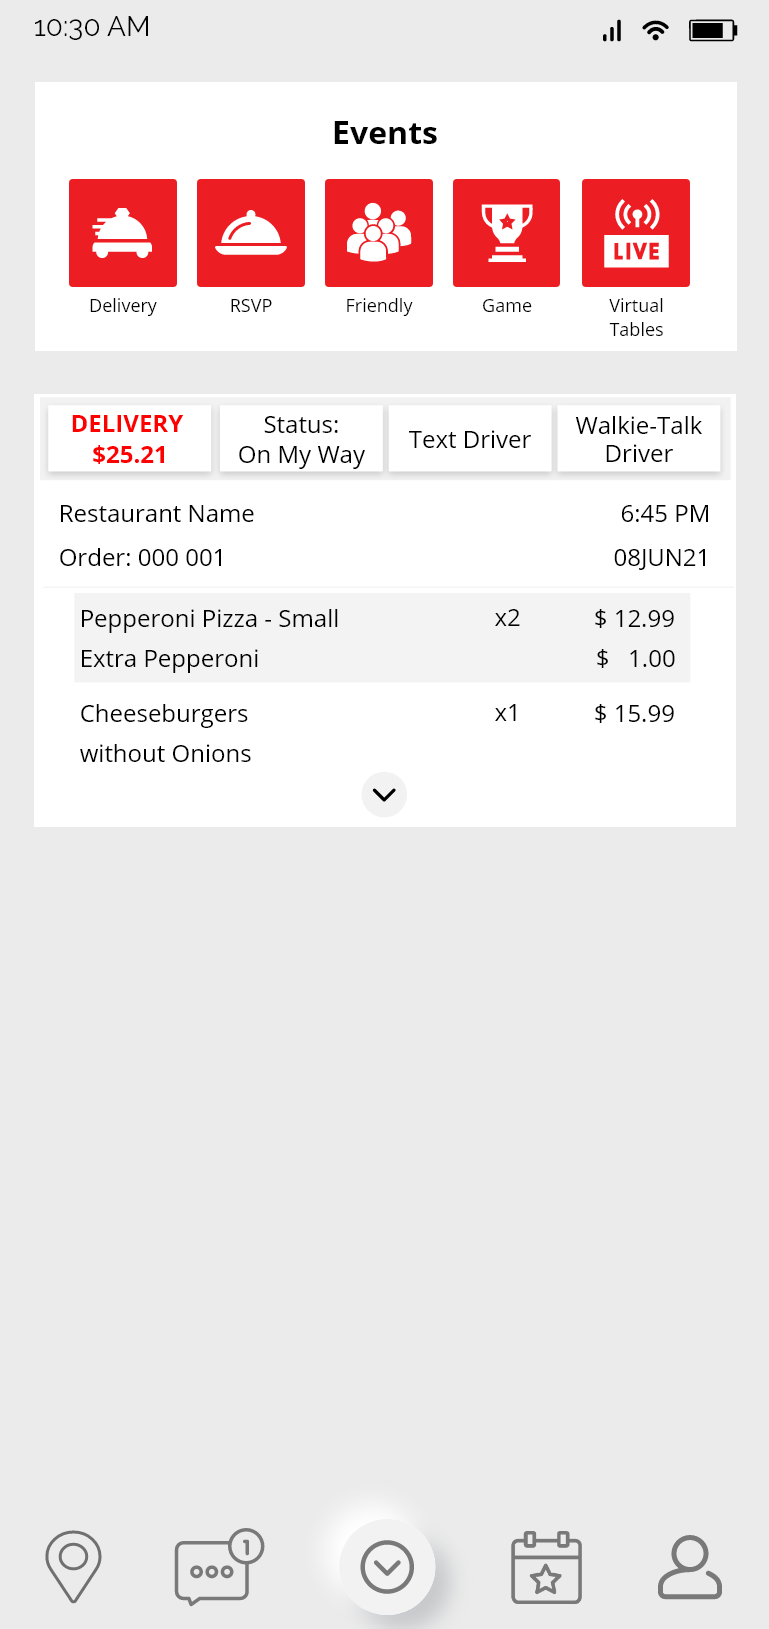 10:30 AM
Events
LIVE
Delivery
RSVP
Friendly
Game
Virtual
Tables
DELIVERY
$25.21
Status:
On My Way
Text Driver
Walkie-Talk
Driver
Restaurant Name
6:45 PM
Order: 000 001
08JUN21
Pepperoni Pizza - Small x2 $ 12.99
Extra Pepperoni $ 1.00
Cheeseburgers x1 $ 15.99
without Onions
1